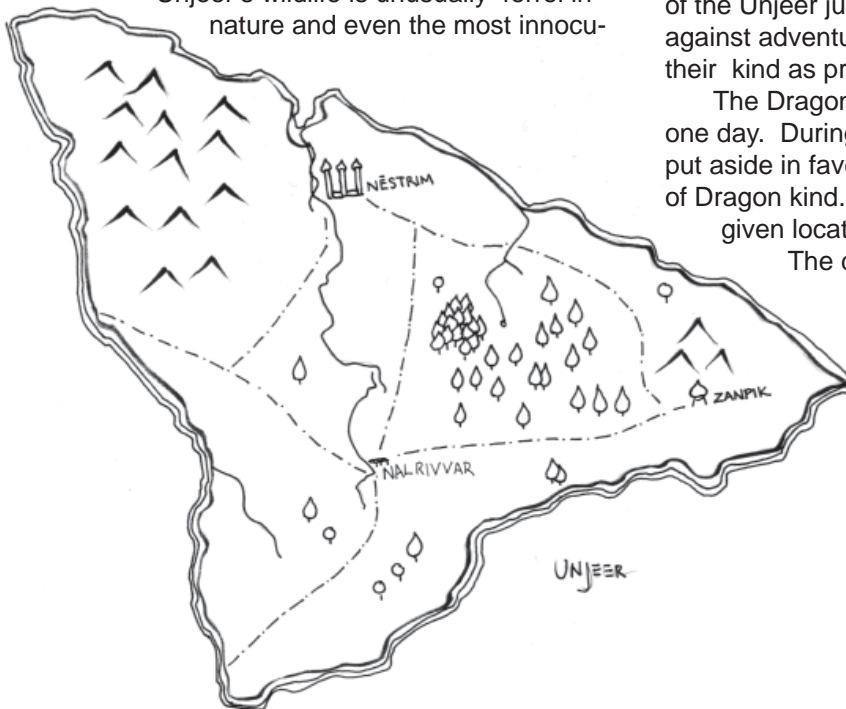 nature and even the most innocu-
of the Unjeer ju
against adventu
their kind as pr
The Dragon
one day. During
put aside in favo
of Dragon kind.
given locat
The c
NĒSTRIM
ZANPIK
NALRIVVAR
UNJEER